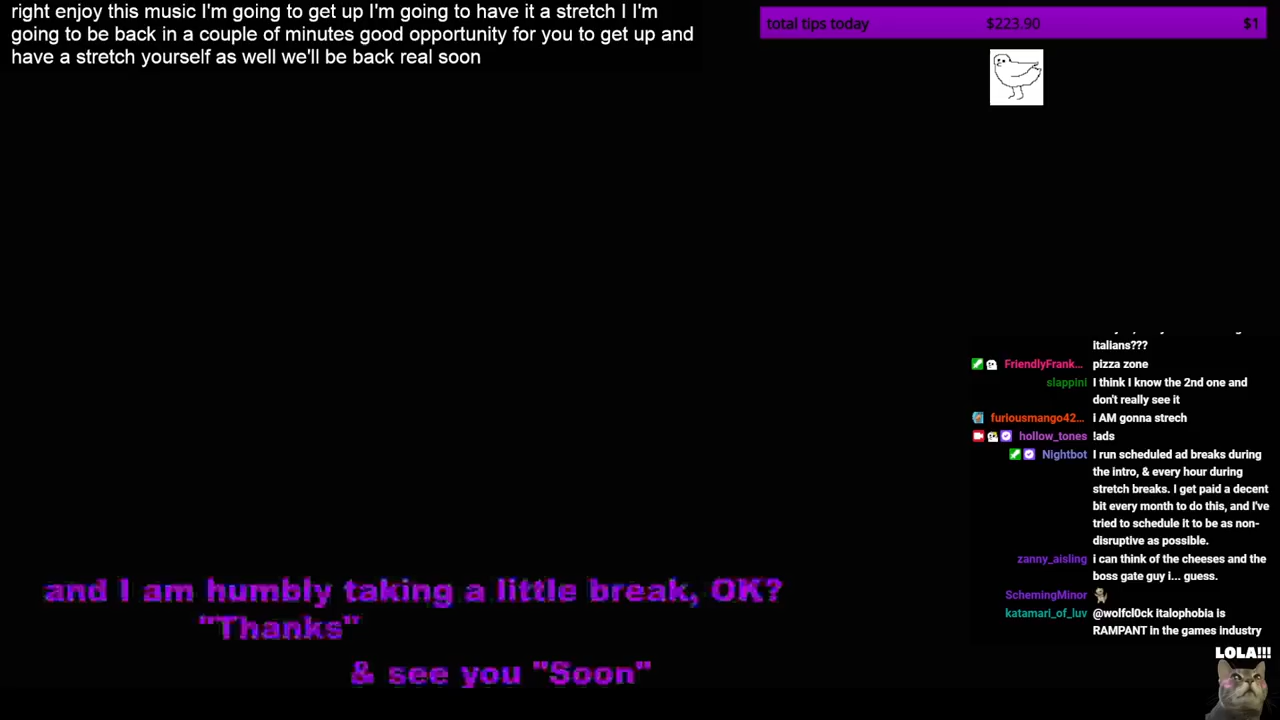 right enjoy this music I'm going to get up I'm going to have it a stretch I I'm
going to be back in a couple of minutes good opportunity for you to get up and
have a stretch yourself as well we'll be back real soon
total tips today $223.90 $1
italians???
FriendlyFrank... pizza zone
slappini I think I know the 2nd one and
don't really see it
furiousmango42... i AM gonna strech
hollow_tones !ads
Nightbot I run scheduled ad breaks during
the intro, & every hour during
stretch breaks. I get paid a decent
bit every month to do this, and I've
tried to schedule it to be as non-
disruptive as possible.
zanny_aisling i can think of the cheeses and the
boss gate guy i... guess.
SchemingMinor
katamari_of_luv @wolfcl0ck italophobia is
RAMPANT in the games industry
and I am humbly taking a little break, OK?
"Thanks"
& see you "Soon"
LOLA!!!